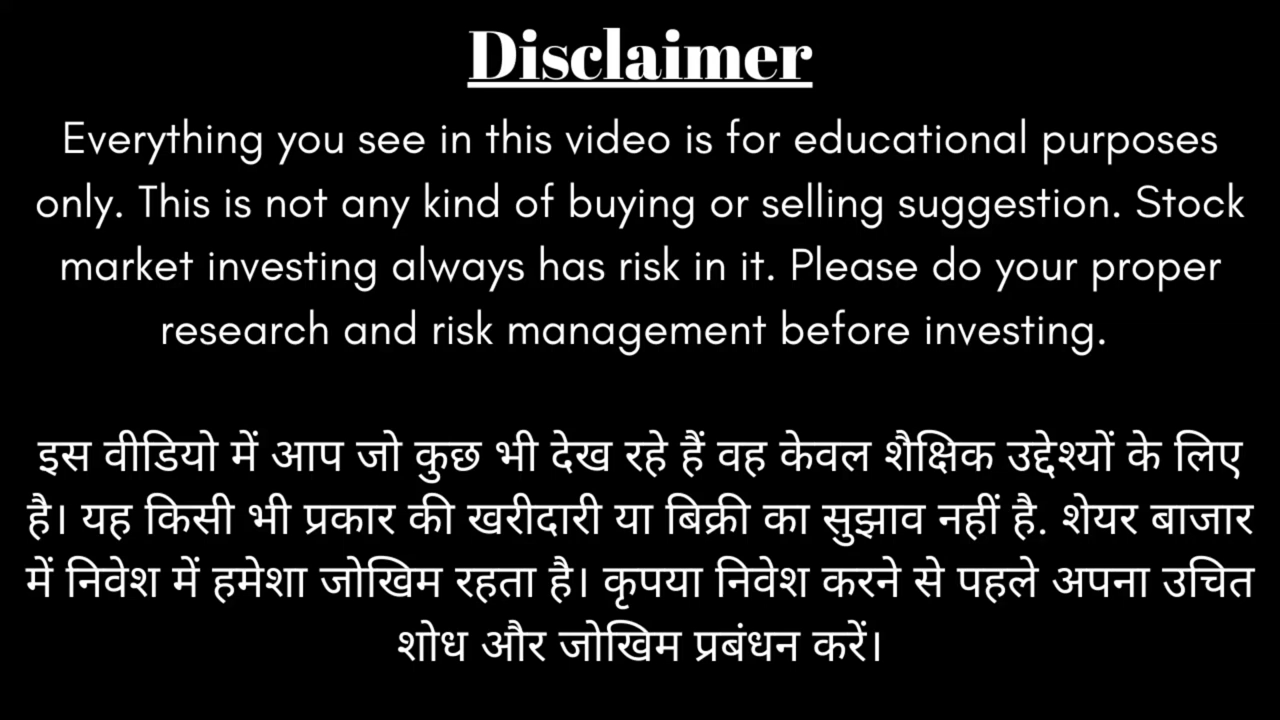 Disclaimer
Everything you see in this video is for educational purposes
only. This is not any kind of buying or selling suggestion. Stock
market investing always has risk in it. Please do your proper
research and risk management before investing.
इस वीडियो में आप जो कुछ भी देख रहे हैं वह केवल शैक्षिक उद्देश्यों के लिए
है। यह किसी भी प्रकार की खरीदारी या बिक्री का सुझाव नहीं है. शेयर बाजार
में निवेश में हमेशा जोखिम रहता है। कृपया निवेश करने से पहले अपना उचित
शोध और जोखिम प्रबंधन करें।